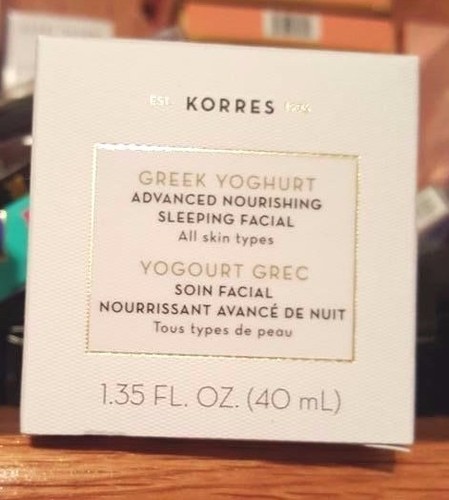 EST. KORRES 1996
GREEK YOGHURT
ADVANCED NOURISHING
SLEEPING FACIAL
All skin types
YOGOURT GREC
SOIN FACIAL
NOURRISSANT AVANCÉ DE NUIT
Tous types de peau
1.35 FL. OZ. (40 mL)